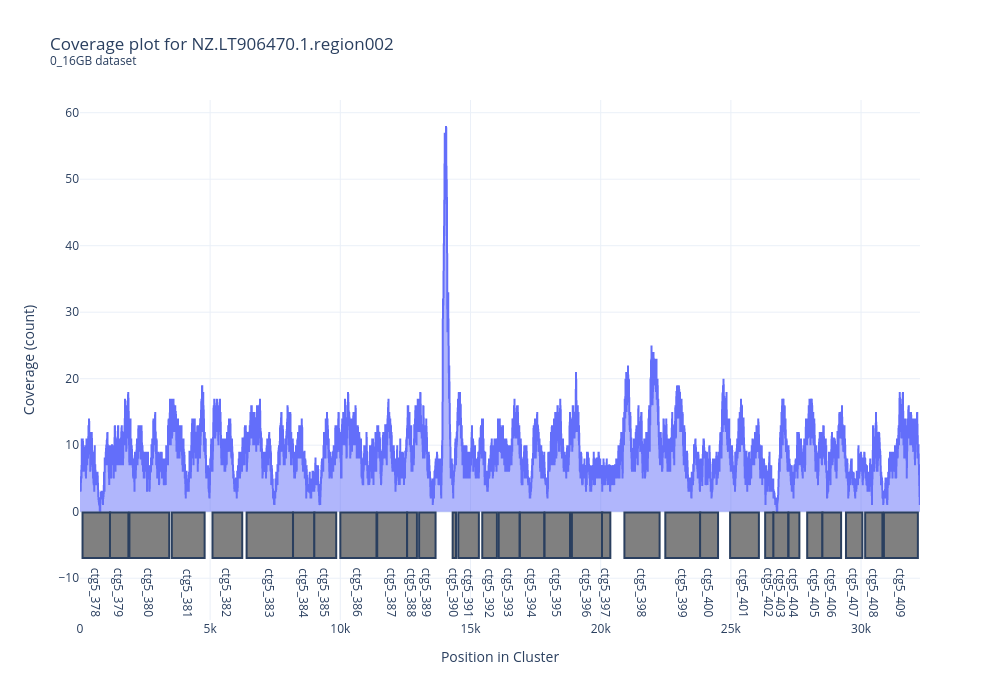 Coverage plot for NZ.LT906470.1.region002
0_16GB dataset
60
50
40
30
20
10
0
−10
Coverage (count)
ctg5_378
ctg5_379
ctg5_380
ctg5_381
ctg5_382
ctg5_383
ctg5_384
ctg5_385
ctg5_386
ctg5_387
ctg5_388
ctg5_389
ctg5_390
ctg5_391
ctg5_392
ctg5_393
ctg5_394
ctg5_395
ctg5_396
ctg5_397
ctg5_398
ctg5_399
ctg5_400
ctg5_401
ctg5_402
ctg5_403
ctg5_404
ctg5_405
ctg5_406
ctg5_407
ctg5_408
ctg5_409
0 5k 10k 15k 20k 25k 30k
Position in Cluster